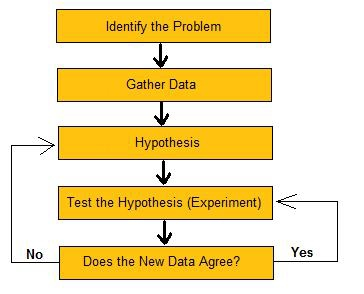 Identify the Problem
Gather Data
Hypothesis
Test the Hypothesis (Experiment)
No
Does the New Data Agree?
Yes